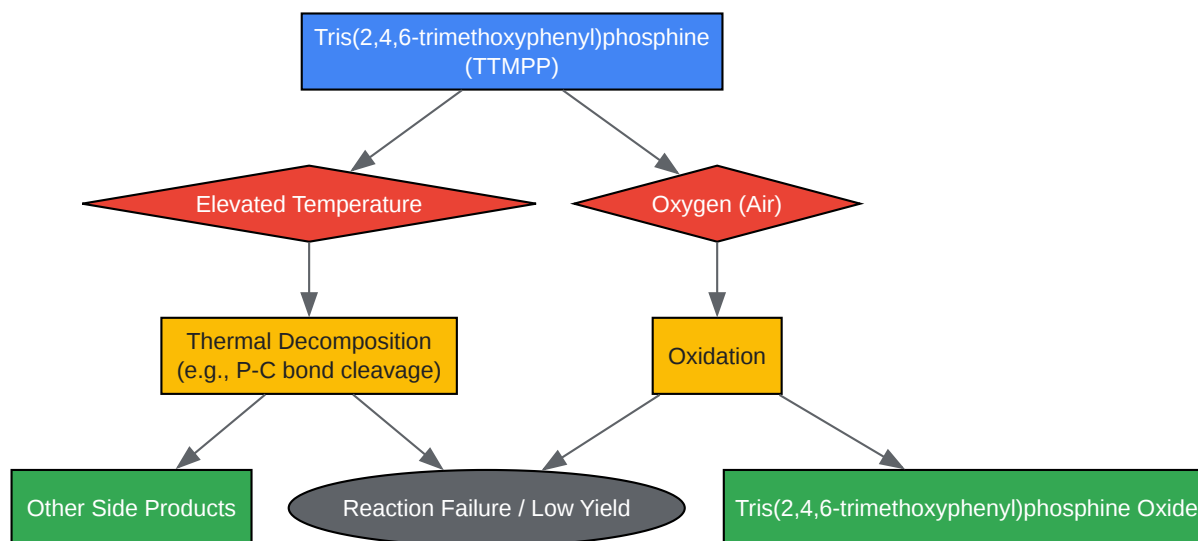 Tris(2,4,6-trimethoxyphenyl)phosphine
(TTMPP)
Elevated Temperature
Oxygen (Air)
Thermal Decomposition
(e.g., P-C bond cleavage)
Oxidation
Other Side Products
Reaction Failure / Low Yield
Tris(2,4,6-trimethoxyphenyl)phosphine Oxide